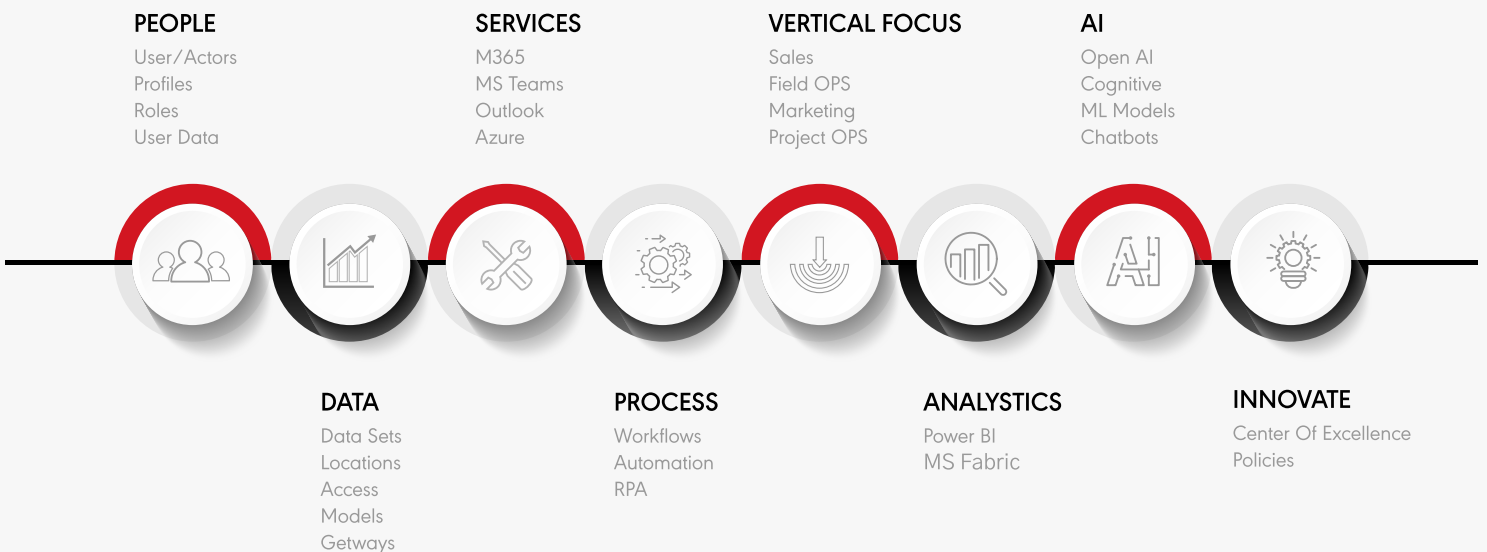 PEOPLE
User/Actors
Profiles
Roles
User Data
SERVICES
M365
MS Teams
Outlook
Azure
VERTICAL FOCUS
Sales
Field OPS
Marketing
Project OPS
AI
Open AI
Cognitive
ML Models
Chatbots
AI
DATA
Data Sets
Locations
Access
Models
Getways
PROCESS
Workflows
Automation
RPA
ANALYSTICS
Power BI
MS Fabric
INNOVATE
Center Of Excellence
Policies